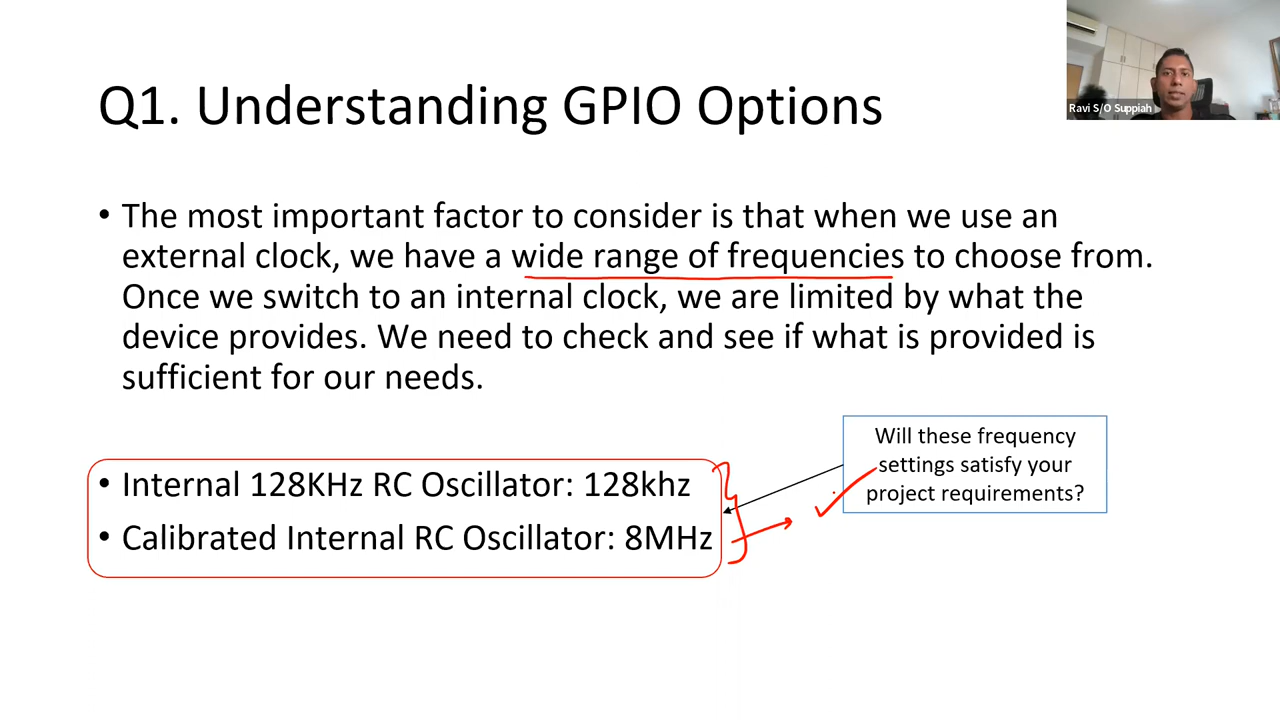 Q1. Understanding GPIO Options
Ravi S/O Suppiah
• The most important factor to consider is that when we use an
external clock, we have a wide range of frequencies to choose from.
Once we switch to an internal clock, we are limited by what the
device provides. We need to check and see if what is provided is
sufficient for our needs.
Will these frequency
settings satisfy your
project requirements?
• Internal 128KHz RC Oscillator: 128khz
• Calibrated Internal RC Oscillator: 8MHz